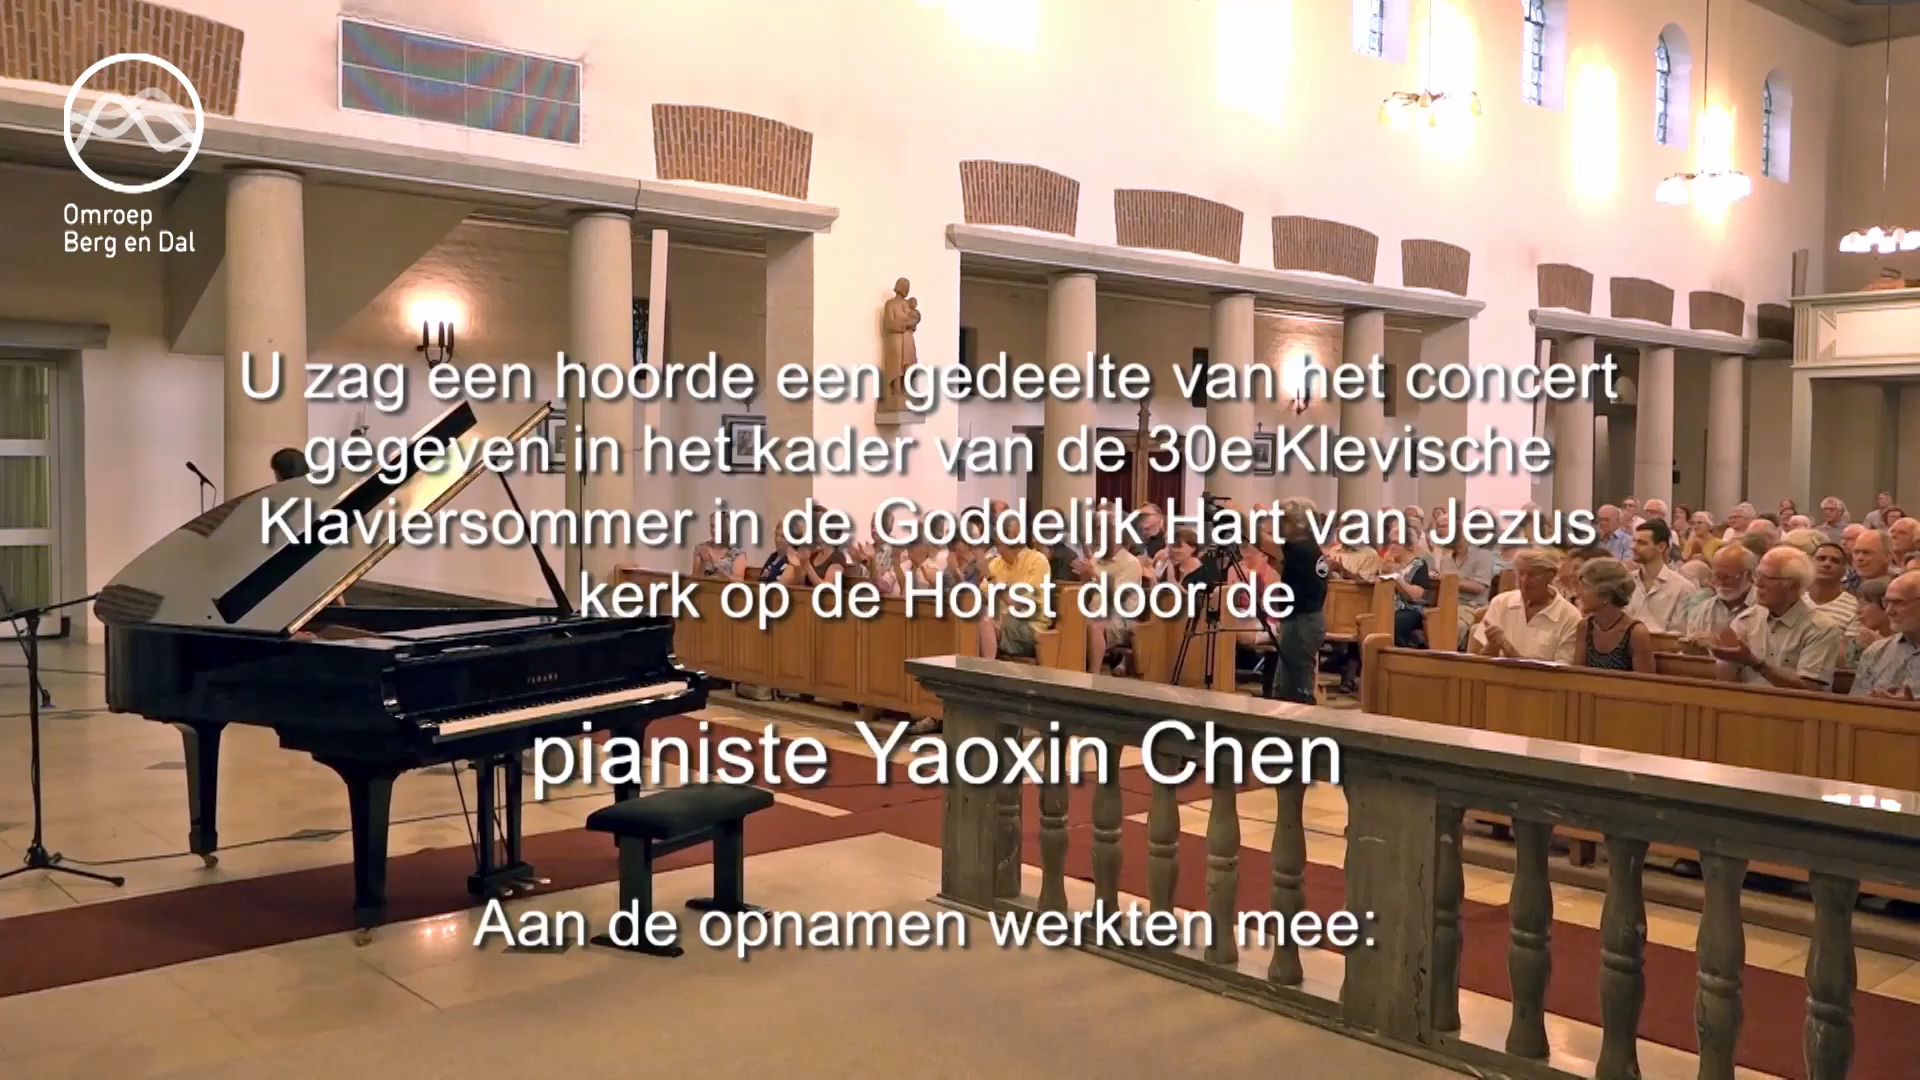 Omroep
Berg en Dal
U zag een hoorde een gedeelte van het concert
gegeven in het kader van de 30e Klevische
Klaviersommer in de Goddelijk Hart van Jezus
kerk op de Horst door de
YAMAHA
pianiste Yaoxin Chen
Aan de opnamen werkten mee: